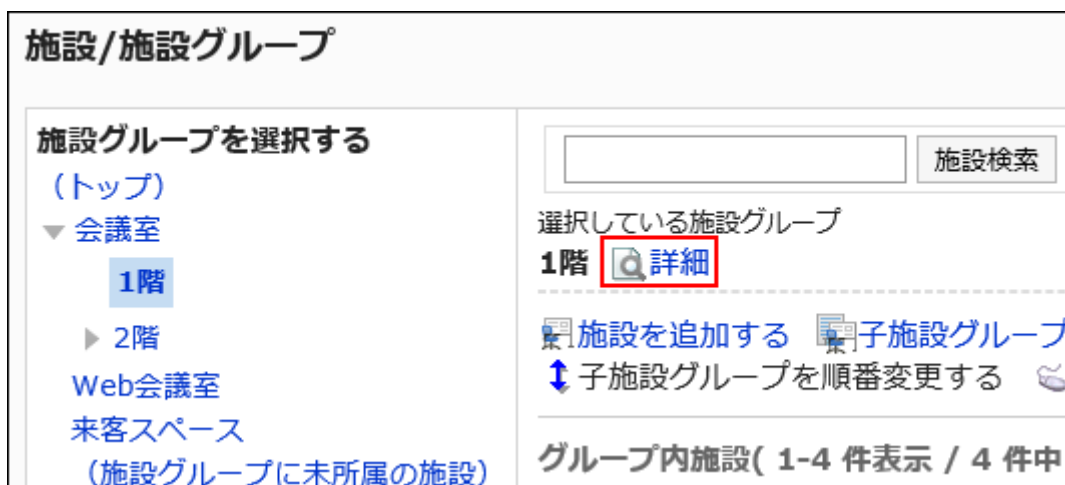 施設/施設グループ
施設グループを選択する
（トップ）
会議室
1階
2階
Web会議室
来客スペース
（施設グループに未所属の施設）
施設検索
選択している施設グループ
1階 詳細
施設を追加する 子施設グループ
子施設グループを順番変更する
グループ内施設( 1-4 件表示 / 4 件中